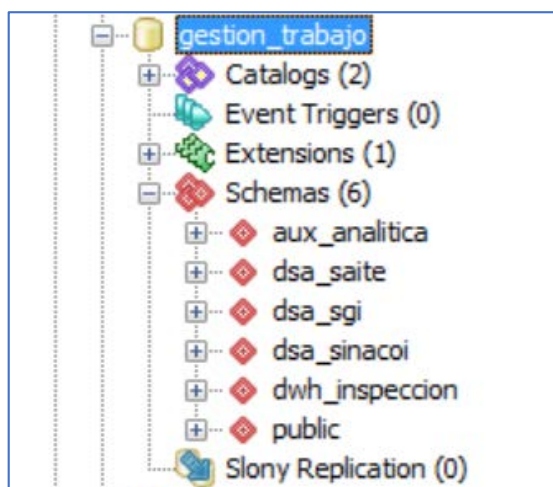 gestion_trabajo
Catalogs (2)
Event Triggers (0)
Extensions (1)
Schemas (6)
aux_analitica
dsa_saite
dsa_sgi
dsa_sinacoi
dwh_inspeccion
public
Slony Replication (0)